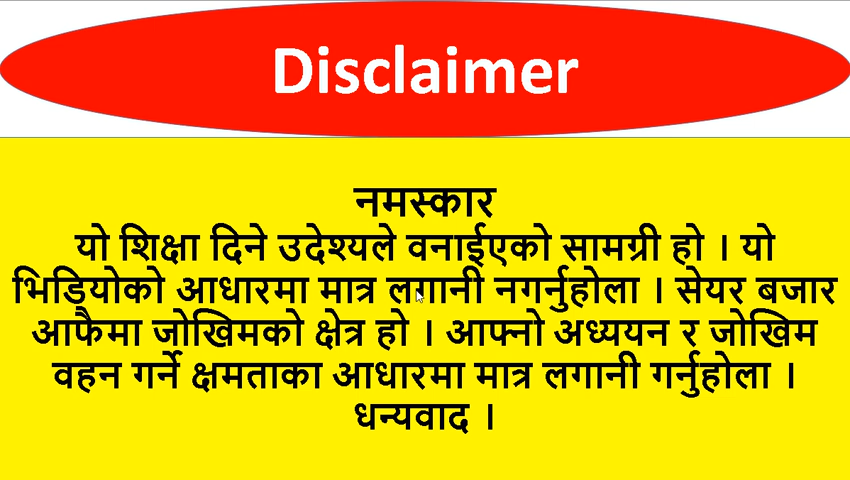 Disclaimer
नमस्कार
यो शिक्षा दिने उदेश्यले वनाईएको सामग्री हो । यो
भिडियोको आधारमा मात्र लगानी नगर्नुहोला । सेयर बजार
आफैमा जोखिमको क्षेत्र हो । आफ्नो अध्ययन र जोखिम
वहन गर्ने क्षमताका आधारमा मात्र लगानी गर्नुहोला ।
धन्यवाद ।